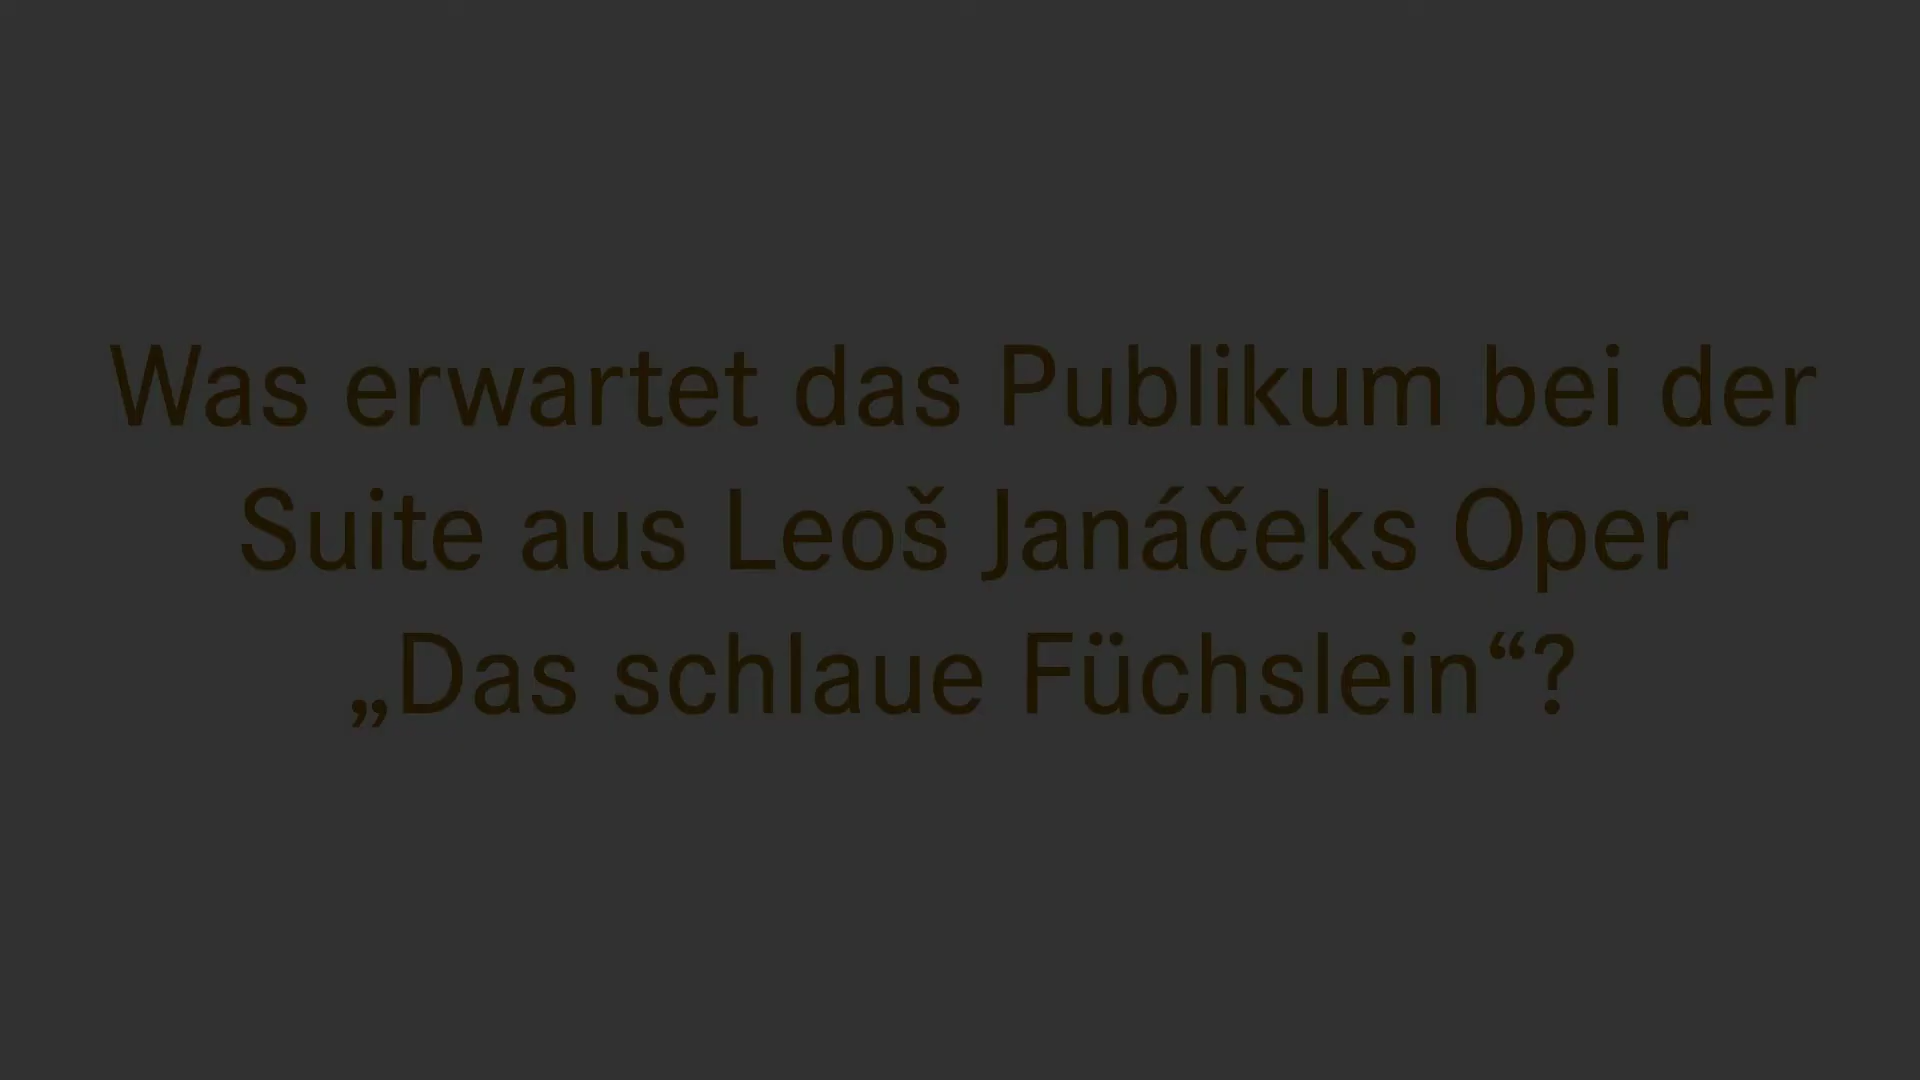 Was erwartet das Publikum bei der
Suite aus Leoš Janáčeks Oper
„Das schlaue Füchslein“?